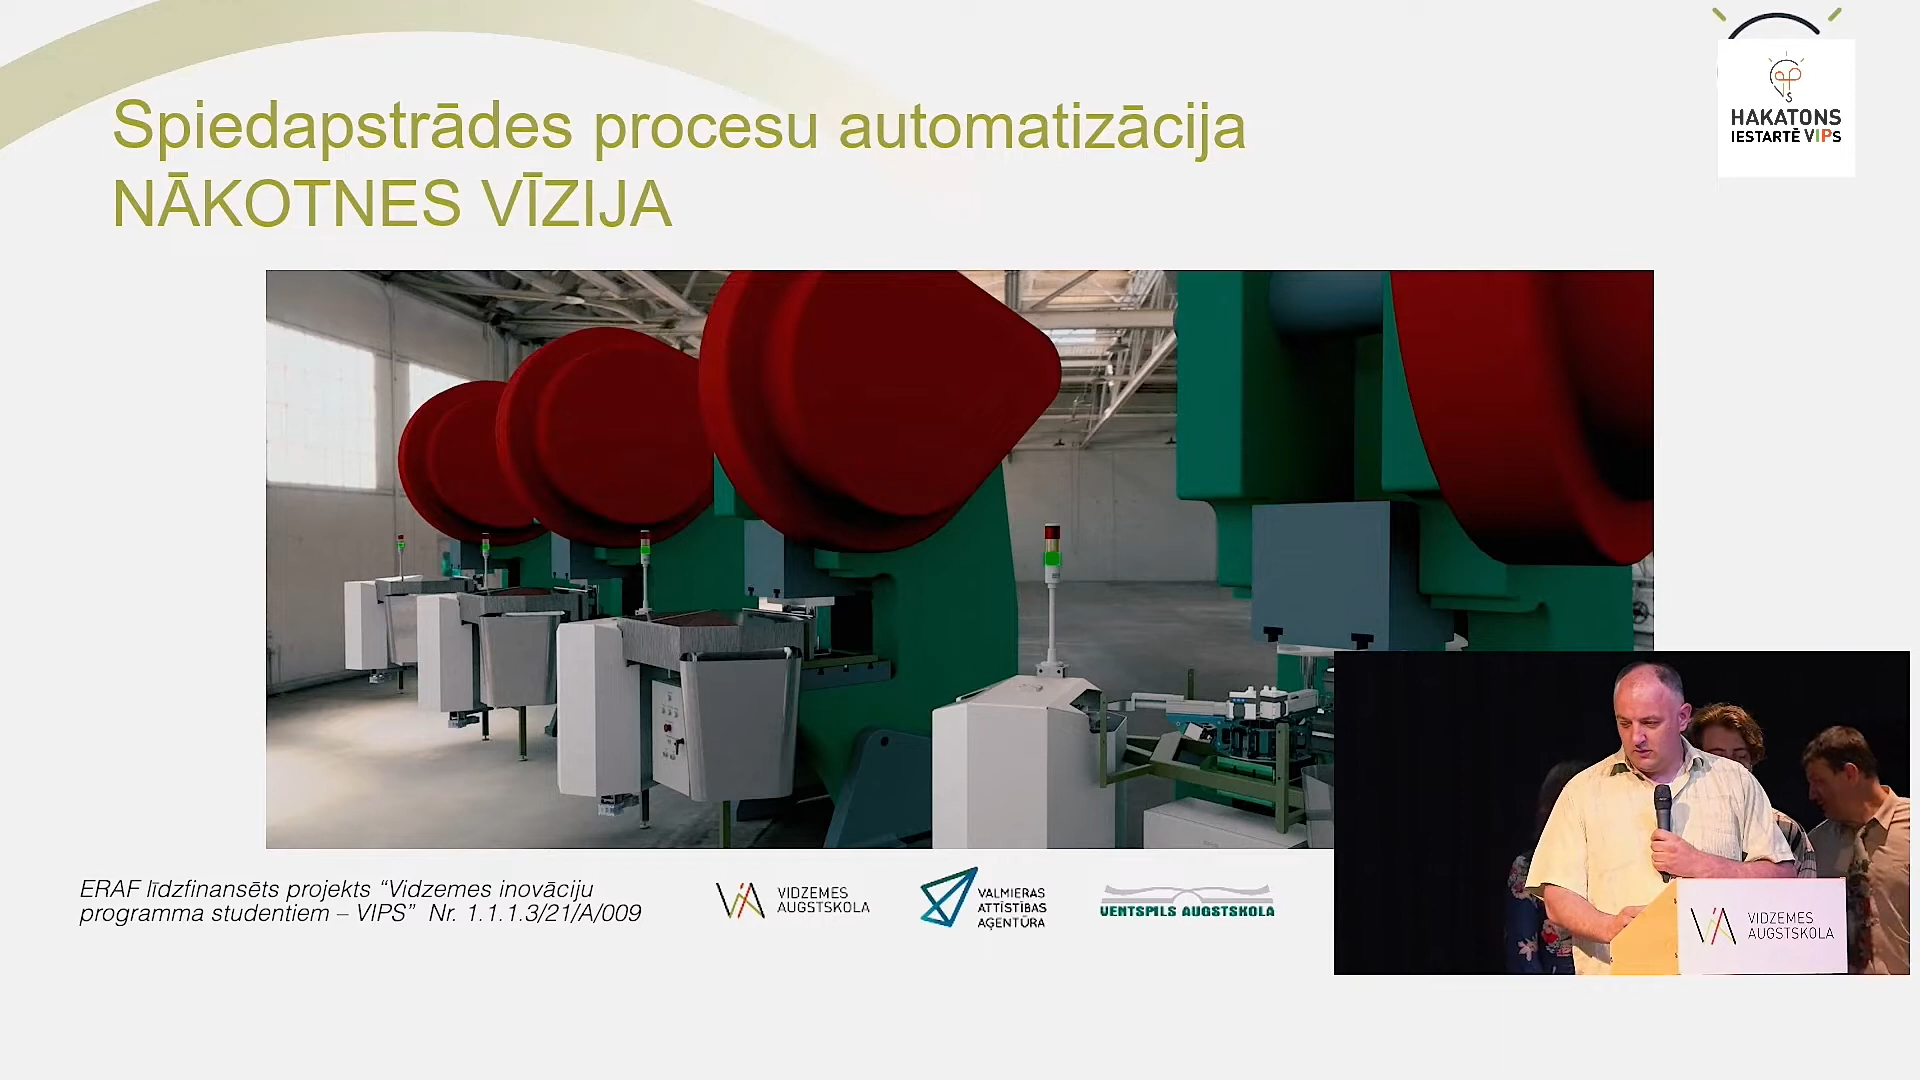 Spiedapstrādes procesu automatizācija
NĀKOTNES VĪZIJA
HAKATONS
IESTARTĒ VIPS
ERAF līdzfinansēts projekts “Vidzemes inovāciju
programma studentiem – VIPS” Nr. 1.1.1.3/21/A/009
VIDZEMES
AUGSTSKOLA
VALMIERAS
ATTĪSTĪBAS
AĢENTŪRA
VENTSPILS AUGSTSKOLA
VIDZEMES
AUGSTSKOLA